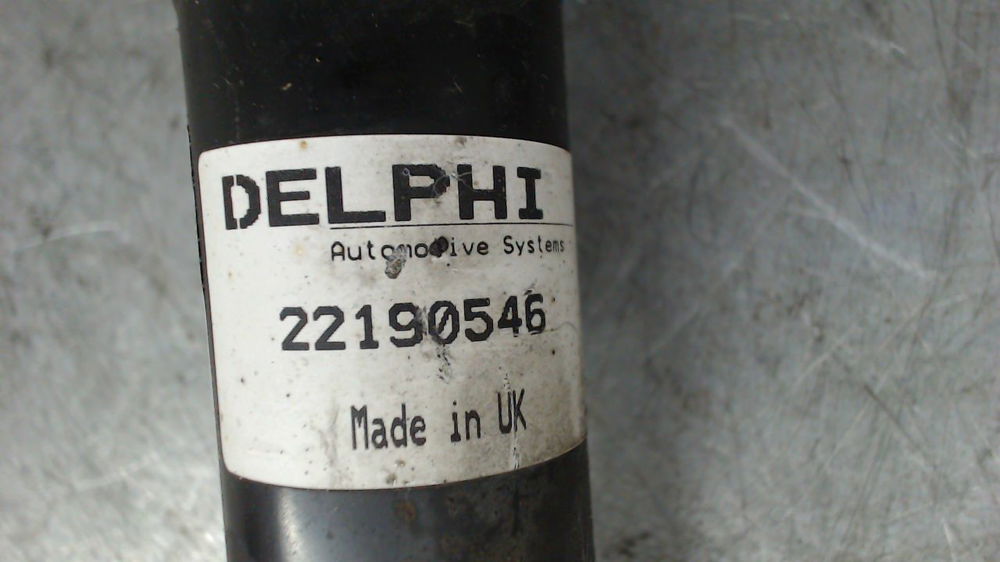 DELPHI
Automotive Systems
22190546
Made in UK